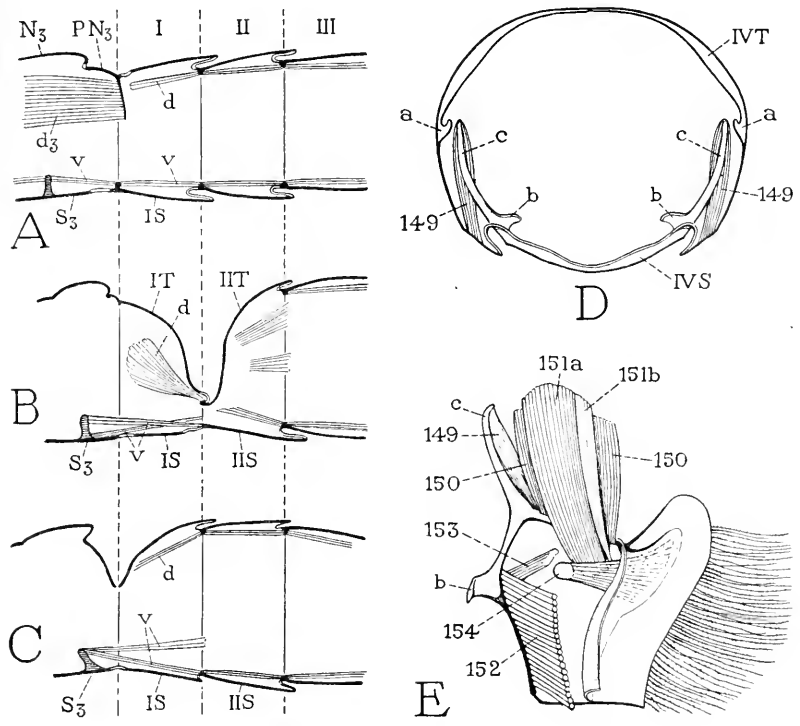 N3 PN3 I II III
d
d3
v v
S3 IS
A
IT IIT
d
B
S3 v IS IIS
d
C
v
S3 IS IIS
IVT
a a
c c
b b
149 149
IVS
D
151a
151b
c
149
150 150
153
b
154
152
E